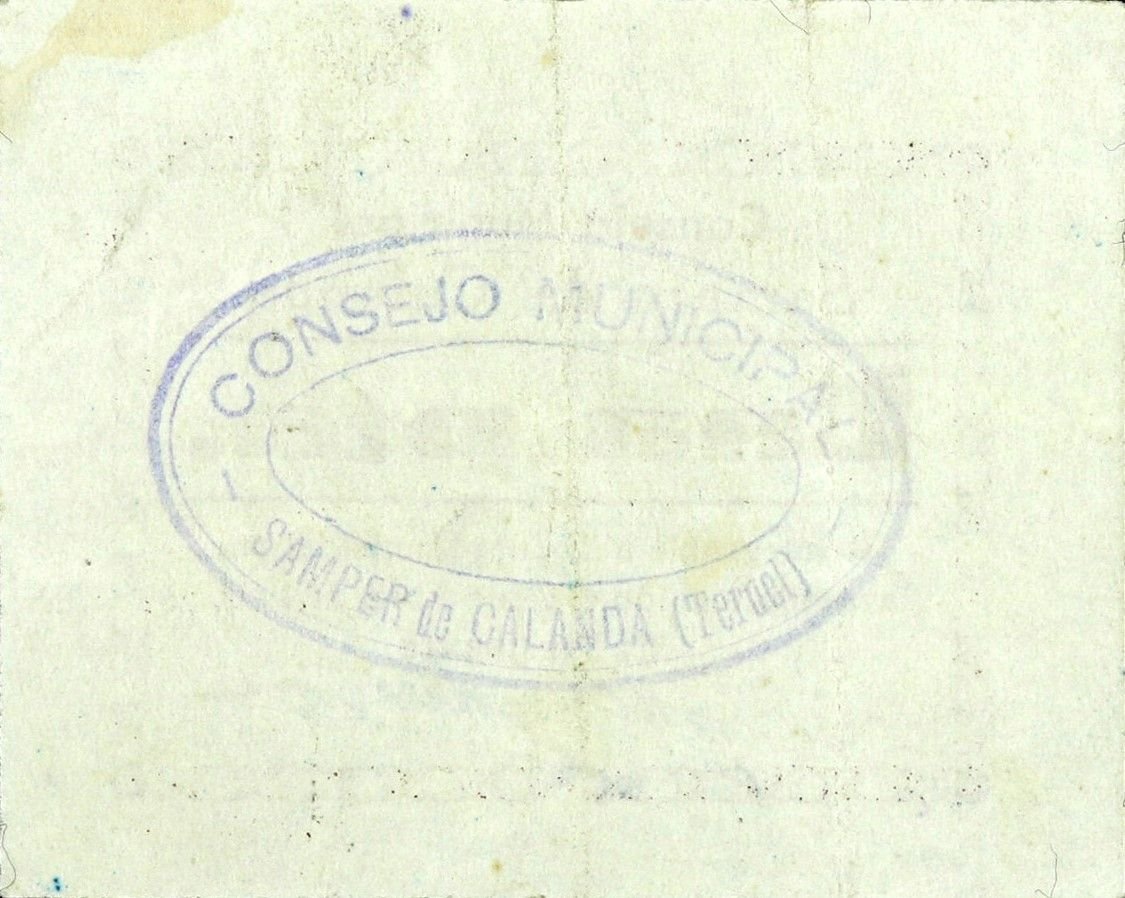 CONSEJO MUNICIPAL
SAMPER de CALANDA (Teruel)